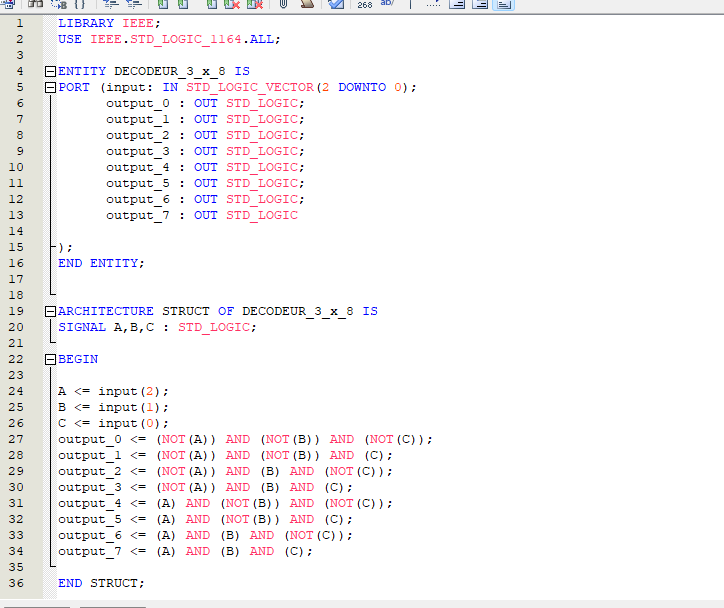 268
ab/
1 LIBRARY IEEE;
2 USE IEEE.STD_LOGIC_1164.ALL;
3
4 ENTITY DECODEUR_3_x_8 IS
5 PORT (input: IN STD_LOGIC_VECTOR(2 DOWNTO 0);
6 output_0 : OUT STD_LOGIC;
7 output_1 : OUT STD_LOGIC;
8 output_2 : OUT STD_LOGIC;
9 output_3 : OUT STD_LOGIC;
10 output_4 : OUT STD_LOGIC;
11 output_5 : OUT STD_LOGIC;
12 output_6 : OUT STD_LOGIC;
13 output_7 : OUT STD_LOGIC
14
15 );
16 END ENTITY;
17
18
19 ARCHITECTURE STRUCT OF DECODEUR_3_x_8 IS
20 SIGNAL A,B,C : STD_LOGIC;
21
22 BEGIN
23
24 A <= input(2);
25 B <= input(1);
26 C <= input(0);
27 output_0 <= (NOT(A)) AND (NOT(B)) AND (NOT(C));
28 output_1 <= (NOT(A)) AND (NOT(B)) AND (C);
29 output_2 <= (NOT(A)) AND (B) AND (NOT(C));
30 output_3 <= (NOT(A)) AND (B) AND (C);
31 output_4 <= (A) AND (NOT(B)) AND (NOT(C));
32 output_5 <= (A) AND (NOT(B)) AND (C);
33 output_6 <= (A) AND (B) AND (NOT(C));
34 output_7 <= (A) AND (B) AND (C);
35
36 END STRUCT;